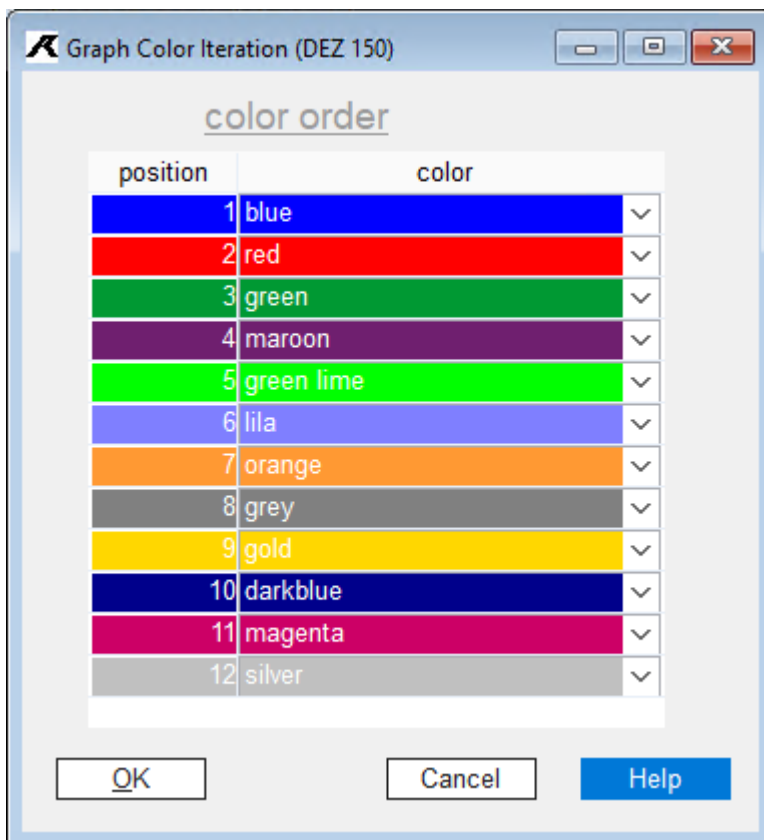 Graph Color Iteration (DEZ 150)
color order
position color
1 blue
2 red
3 green
4 maroon
5 green lime
6 lila
7 orange
8 grey
9 gold
10 darkblue
11 magenta
12 silver
OK Cancel Help